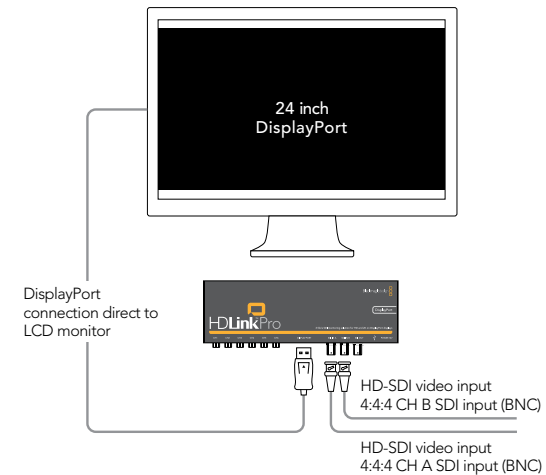 24 inch
DisplayPort
DisplayPort
HDLinkPro
DisplayPort
connection direct to
LCD monitor
HD-SDI video input
4:4:4 CH B SDI input (BNC)
HD-SDI video input
4:4:4 CH A SDI input (BNC)